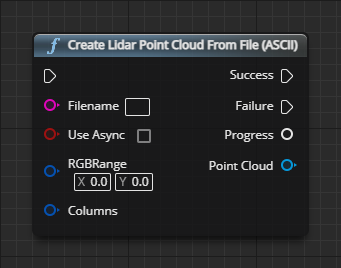 f Create Lidar Point Cloud From File (ASCII)
Success
Filename
Failure
Use Async
Progress
RGBRange
X 0.0 Y 0.0
Point Cloud
Columns